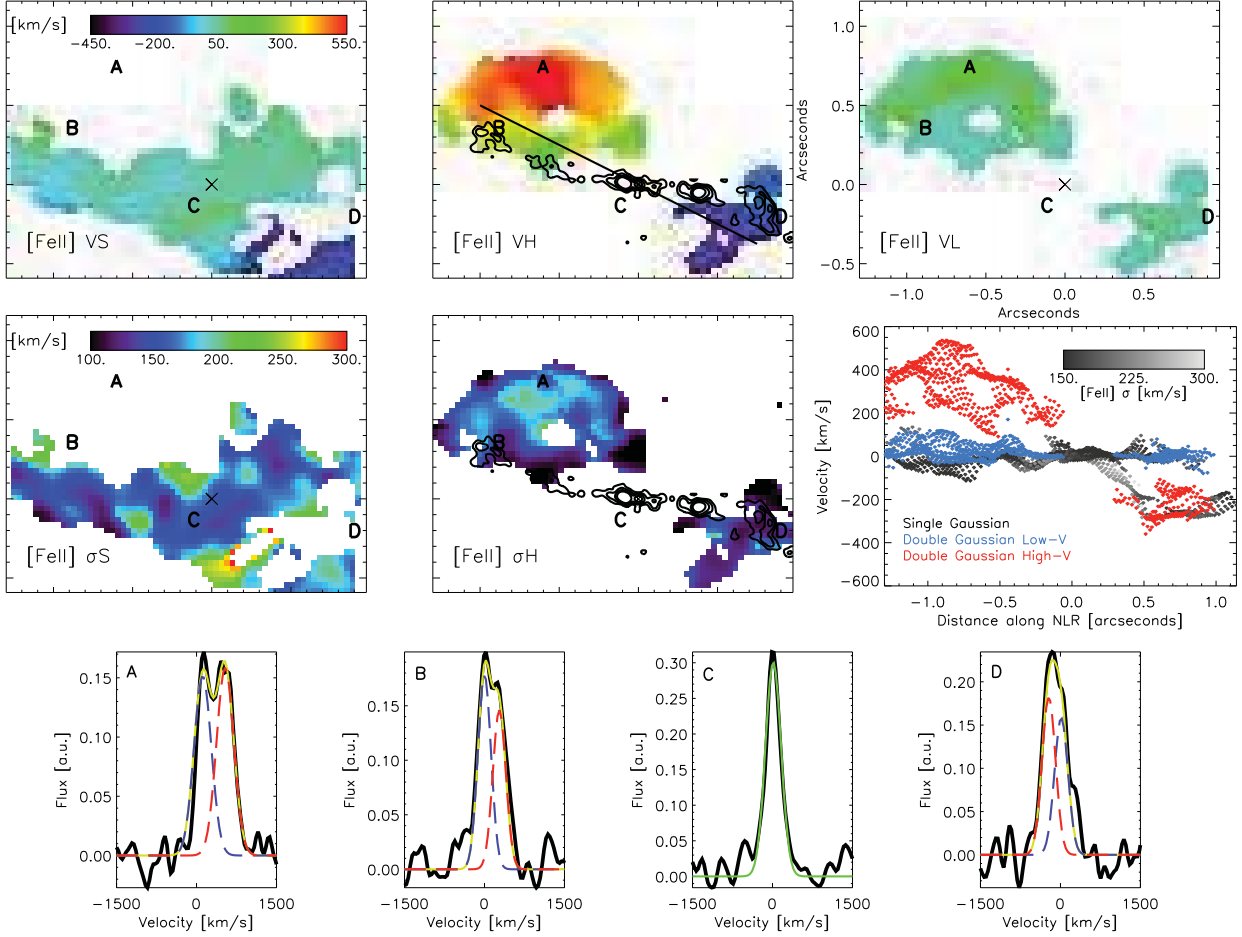 [km/s]
−450. −200. 50. 300. 550.
A
B
C
D
[FeII] VS
A
B
C
D
[FeII] VH
Arcseconds
1.0
0.5
0.0
−0.5
A
B
C
D
[FeII] VL
−1.0 −0.5 0.0 0.5
Arcseconds
[km/s]
100. 150. 200. 250. 300.
A
B
C
D
[FeII] σS
A
B
C
D
[FeII] σH
Velocity [km/s]
600
400
200
0
−200
−400
−600
150. 225. 300.
[FeII] σ [km/s]
Single Gaussian
Double Gaussian Low−V
Double Gaussian High−V
−1.0 −0.5 0.0 0.5 1.0
Distance along NLR [arcseconds]
A
Flux [a.u.]
0.15
0.10
0.05
0.00
−1500 0 1500
Velocity [km/s]
B
Flux [a.u.]
0.20
0.15
0.10
0.05
0.00
−1500 0 1500
Velocity [km/s]
C
Flux [a.u.]
0.30
0.20
0.10
0.00
−1500 0 1500
Velocity [km/s]
D
Flux [a.u.]
0.20
0.15
0.10
0.05
0.00
−1500 0 1500
Velocity [km/s]